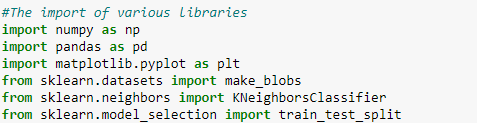 #The import of various libraries
import numpy as np
import pandas as pd
import matplotlib.pyplot as plt
from sklearn.datasets import make_blobs
from sklearn.neighbors import KNeighborsClassifier
from sklearn.model_selection import train_test_split